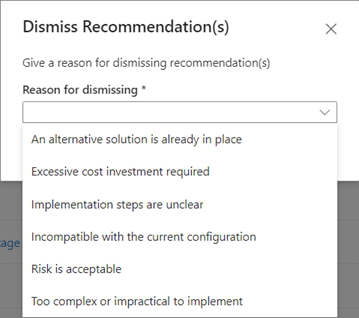 Dismiss Recommendation(s)
Give a reason for dismissing recommendation(s)
Reason for dismissing *
An alternative solution is already in place
Excessive cost investment required
Implementation steps are unclear
tage
Incompatible with the current configuration
Risk is acceptable
Too complex or impractical to implement